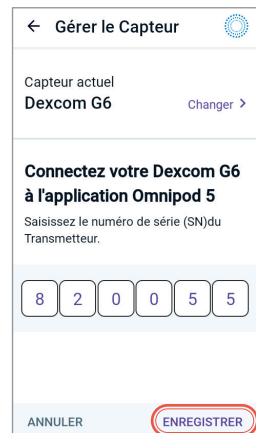 Gérer le Capteur
Capteur actuel
Dexcom G6
Changer >
Connectez votre Dexcom G6
à l'application Omnipod 5
Saisissez le numéro de série (SN)du
Transmetteur.
8 2 0 0 5 5
ANNULER
ENREGISTRER